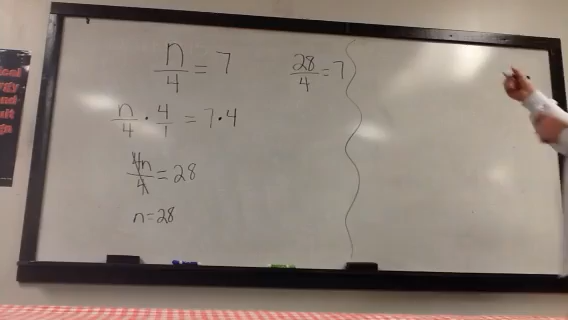 n/4 = 7
n/4 · 4/1 = 7·4
4n/4 = 28
n=28
28/4 = 7